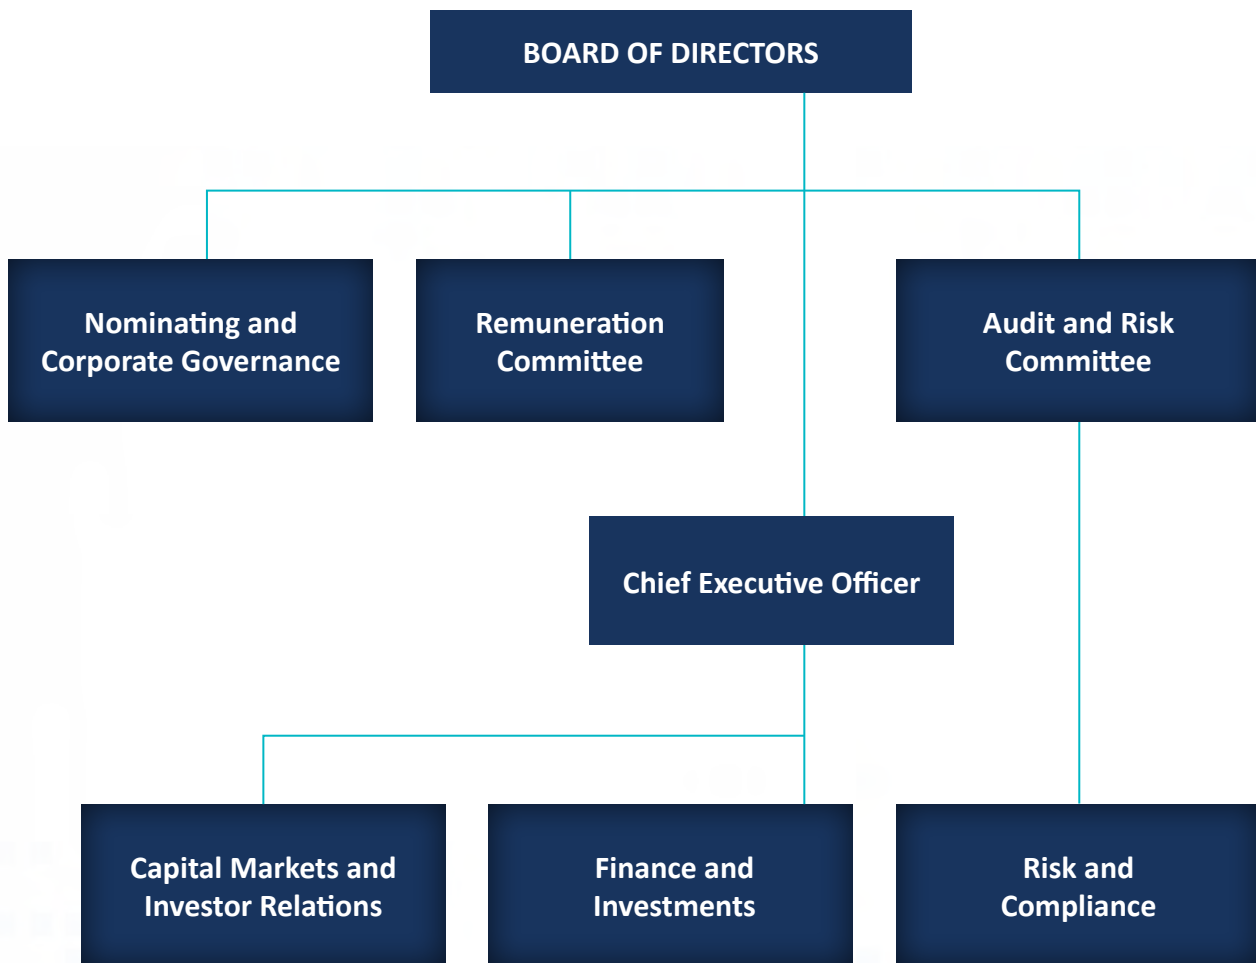 BOARD OF DIRECTORS
Nominating and
Corporate Governance
Remuneration
Committee
Audit and Risk
Committee
Chief Executive Officer
Capital Markets and
Investor Relations
Finance and
Investments
Risk and
Compliance